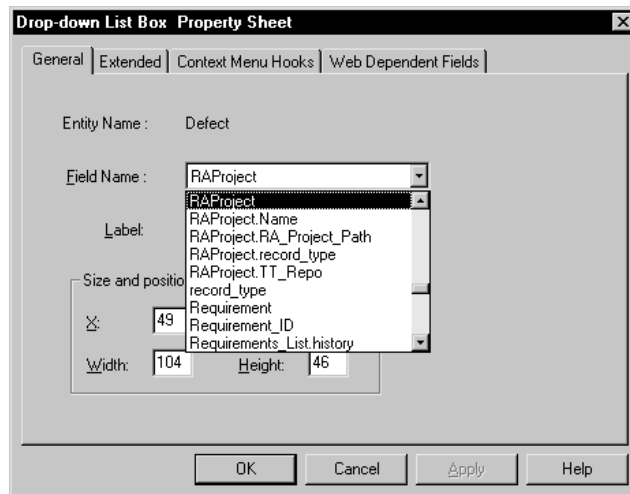 Drop-down List Box Property Sheet
General Extended Context Menu Hooks Web Dependent Fields
Entity Name : Defect
Field Name : RAProject
RAProject
RAProject.Name
Label: RAProject.RA_Project_Path
RAProject.record_type
RAProject.TT_Repo
Size and positio
record_type
Requirement
X: 49 Requirement_ID
Requirements_List.history
Width: 104 Height: 46
OK Cancel Apply Help